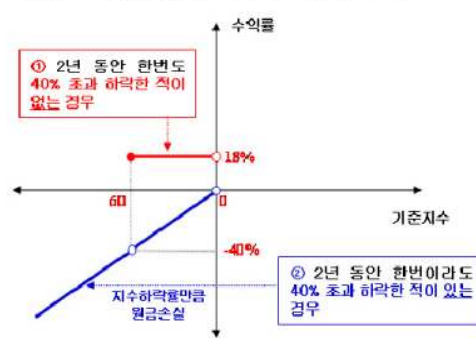 수익률
① 2년 동안 한번도
40% 초과 하락한 적이
없는 경우
18%
60
0
기준지수
-40%
② 2년 동안 한번이라도
40% 초과 하락한 적이 있는
경우
지수하락률만큼
원금손실